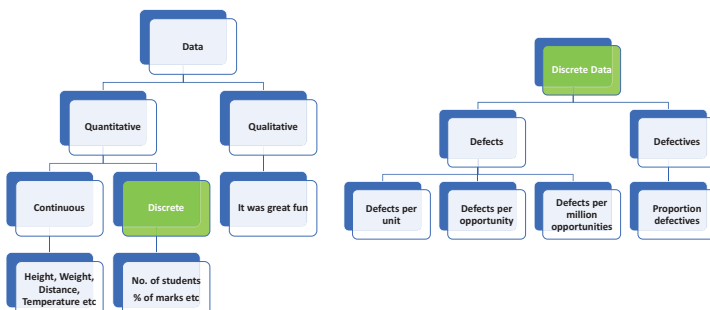 Data
Quantitative
Qualitative
Continuous
Discrete
It was great fun
Height, Weight,
Distance,
Temperature etc
No. of students
% of marks etc
Discrete Data
Defects
Defectives
Defects per
unit
Defects per
opportunity
Defects per
million
opportunities
Proportion
defectives